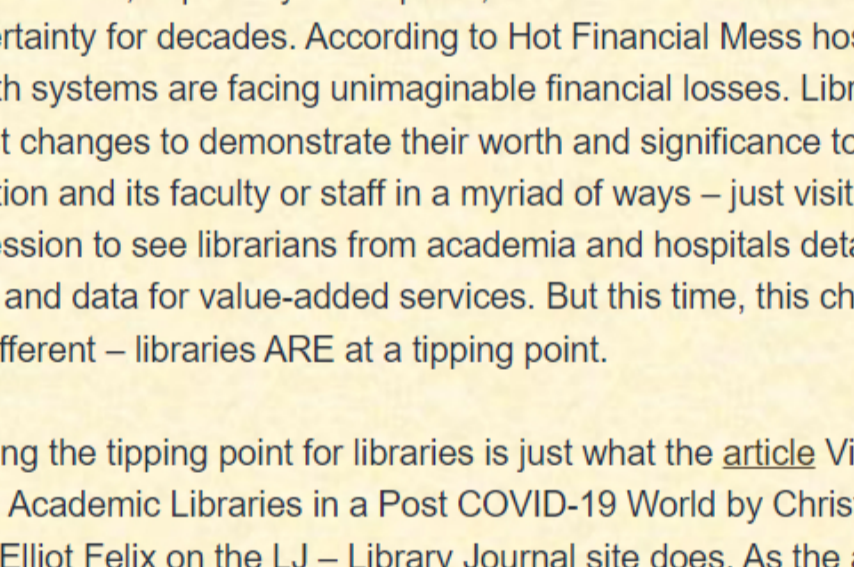 rtainty for decades. According to Hot Financial Mess hos
th systems are facing unimaginable financial losses. Libr
t changes to demonstrate their worth and significance to
tion and its faculty or staff in a myriad of ways – just visit
ession to see librarians from academia and hospitals deta
and data for value-added services. But this time, this ch
fferent – libraries ARE at a tipping point.
ng the tipping point for libraries is just what the article Vi
Academic Libraries in a Post COVID-19 World by Christ
Elliot Felix on the LJ – Library Journal site does. As the a